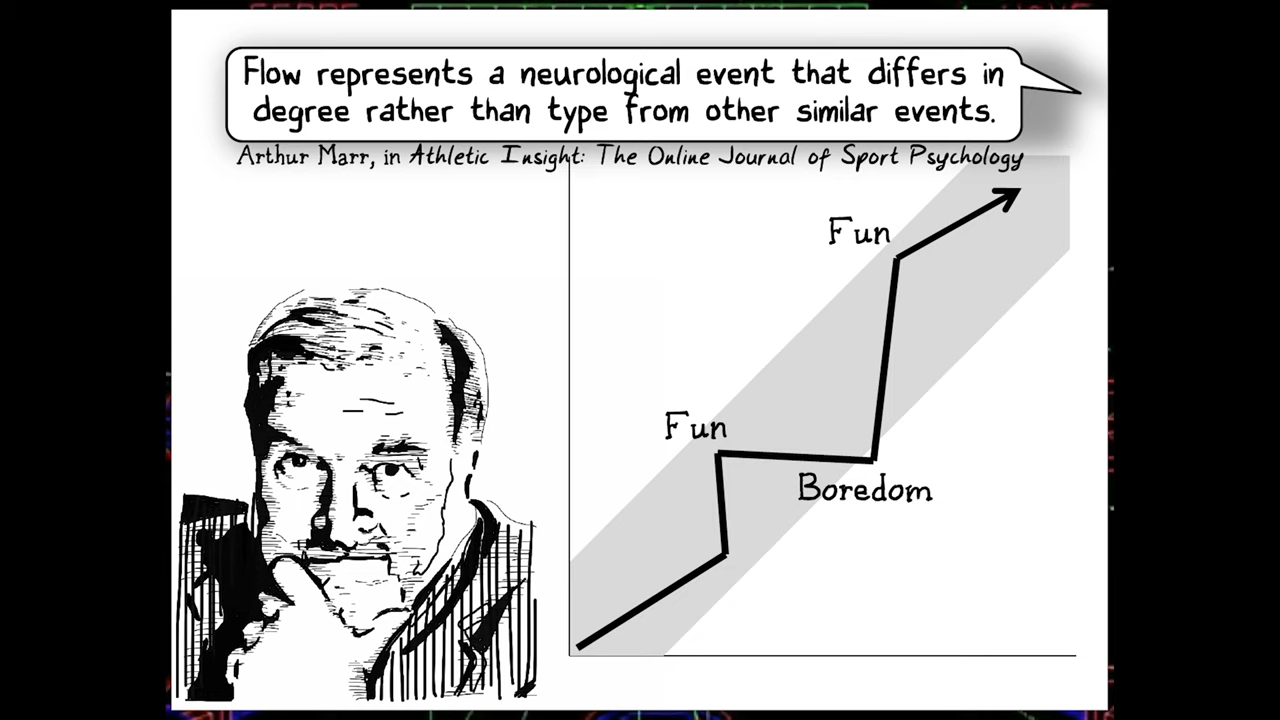 Flow represents a neurological event that differs in
degree rather than type from other similar events.
Arthur Marr, in Athletic Insight: The Online Journal of Sport Psychology
Fun
Fun
Boredom